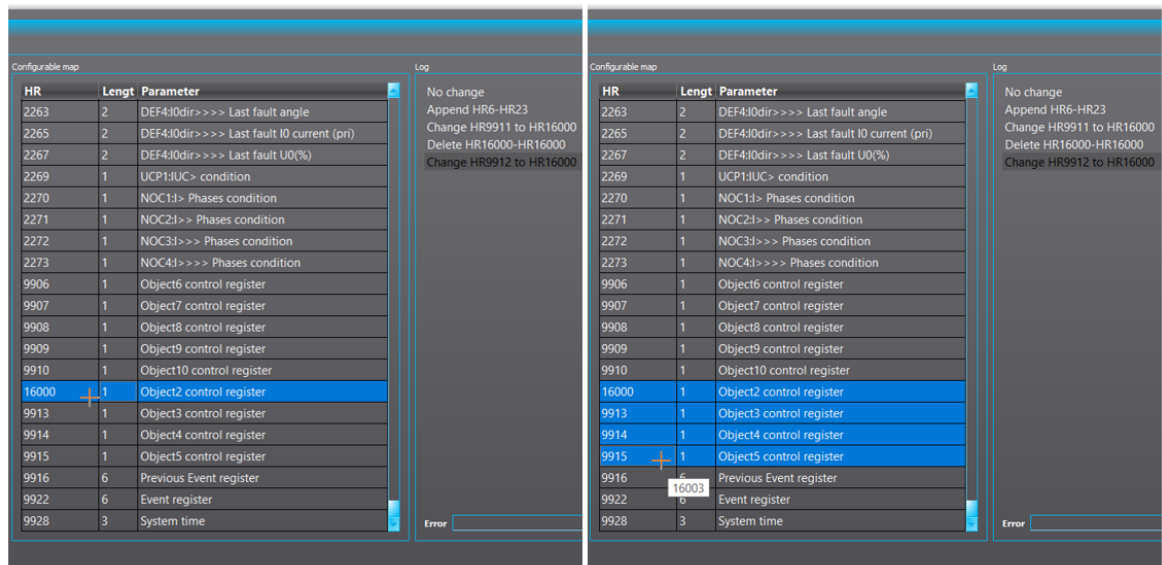 Configurable map
HR Lengt Parameter
2263 2 DEF4:I0dir>>>> Last fault angle
2265 2 DEF4:I0dir>>>> Last fault I0 current (pri)
2267 2 DEF4:I0dir>>>> Last fault U0(%)
2269 1 UCP1:IUC> condition
2270 1 NOC1:I> Phases condition
2271 1 NOC2:I>> Phases condition
2272 1 NOC3:I>>> Phases condition
2273 1 NOC4:I>>>> Phases condition
9906 1 Object6 control register
9907 1 Object7 control register
9908 1 Object8 control register
9909 1 Object9 control register
9910 1 Object10 control register
16000 1 Object2 control register
9913 1 Object3 control register
9914 1 Object4 control register
9915 1 Object5 control register
9916 6 Previous Event register
9922 6 Event register
9928 3 System time
Log
No change
Append HR6-HR23
Change HR9911 to HR16000
Delete HR16000-HR16000
Change HR9912 to HR16000
Error
Configurable map
HR Lengt Parameter
2263 2 DEF4:I0dir>>>> Last fault angle
2265 2 DEF4:I0dir>>>> Last fault I0 current (pri)
2267 2 DEF4:I0dir>>>> Last fault U0(%)
2269 1 UCP1:IUC> condition
2270 1 NOC1:I> Phases condition
2271 1 NOC2:I>> Phases condition
2272 1 NOC3:I>>> Phases condition
2273 1 NOC4:I>>>> Phases condition
9906 1 Object6 control register
9907 1 Object7 control register
9908 1 Object8 control register
9909 1 Object9 control register
9910 1 Object10 control register
16000 1 Object2 control register
9913 1 Object3 control register
9914 1 Object4 control register
9915 1 Object5 control register
9916 6 Previous Event register
16003
9922 6 Event register
9928 3 System time
Log
No change
Append HR6-HR23
Change HR9911 to HR16000
Delete HR16000-HR16000
Change HR9912 to HR16000
Error